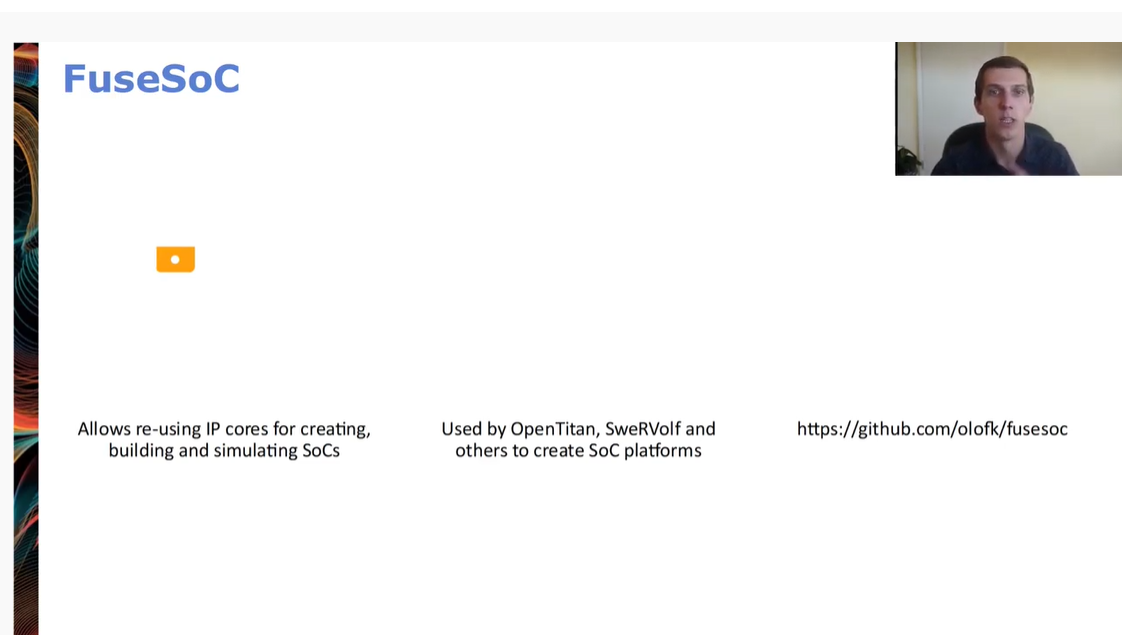 FuseSoC
Allows re-using IP cores for creating,
building and simulating SoCs
Used by OpenTitan, SweRVolf and
others to create SoC platforms
https://github.com/olofk/fusesoc